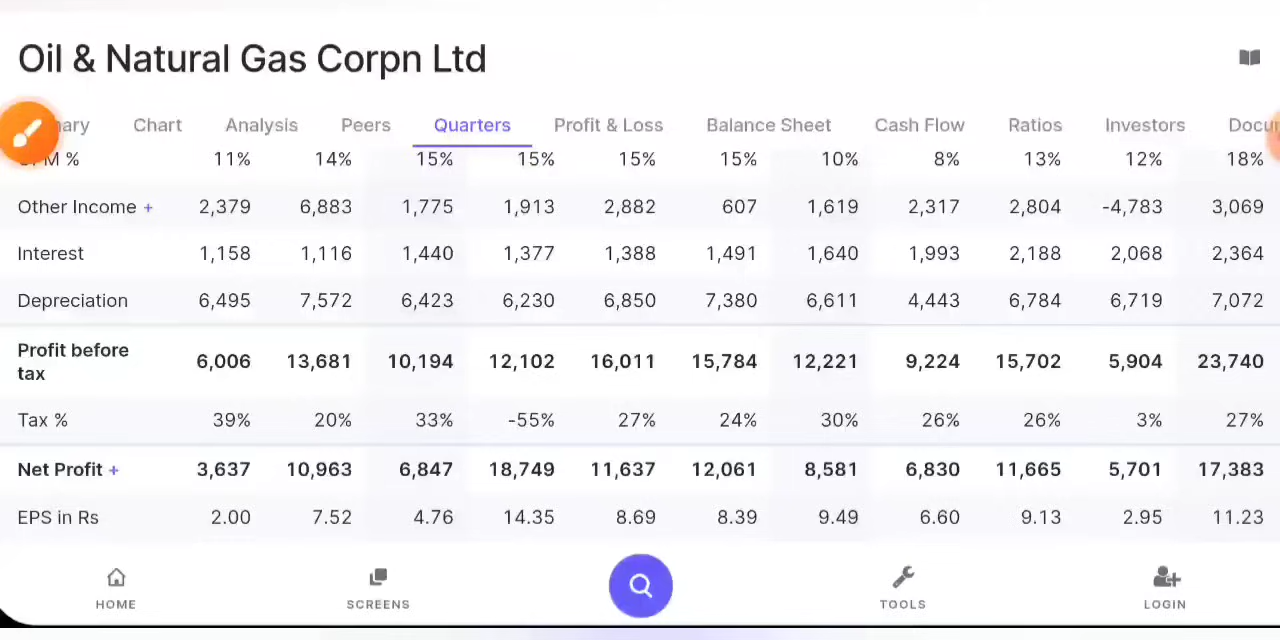 Oil & Natural Gas Corpn Ltd
Chart Analysis Peers Quarters Profit & Loss Balance Sheet Cash Flow Ratios Investors
% 11% 14% 15% 15% 15% 15% 10% 8% 13% 12% 18%
Other Income + 2,379 6,883 1,775 1,913 2,882 607 1,619 2,317 2,804 -4,783 3,069
Interest 1,158 1,116 1,440 1,377 1,388 1,491 1,640 1,993 2,188 2,068 2,364
Depreciation 6,495 7,572 6,423 6,230 6,850 7,380 6,611 4,443 6,784 6,719 7,072
Profit before
tax 6,006 13,681 10,194 12,102 16,011 15,784 12,221 9,224 15,702 5,904 23,740
Tax % 39% 20% 33% -55% 27% 24% 30% 26% 26% 3% 27%
Net Profit + 3,637 10,963 6,847 18,749 11,637 12,061 8,581 6,830 11,665 5,701 17,383
EPS in Rs 2.00 7.52 4.76 14.35 8.69 8.39 9.49 6.60 9.13 2.95 11.23
HOME SCREENS TOOLS LOGIN